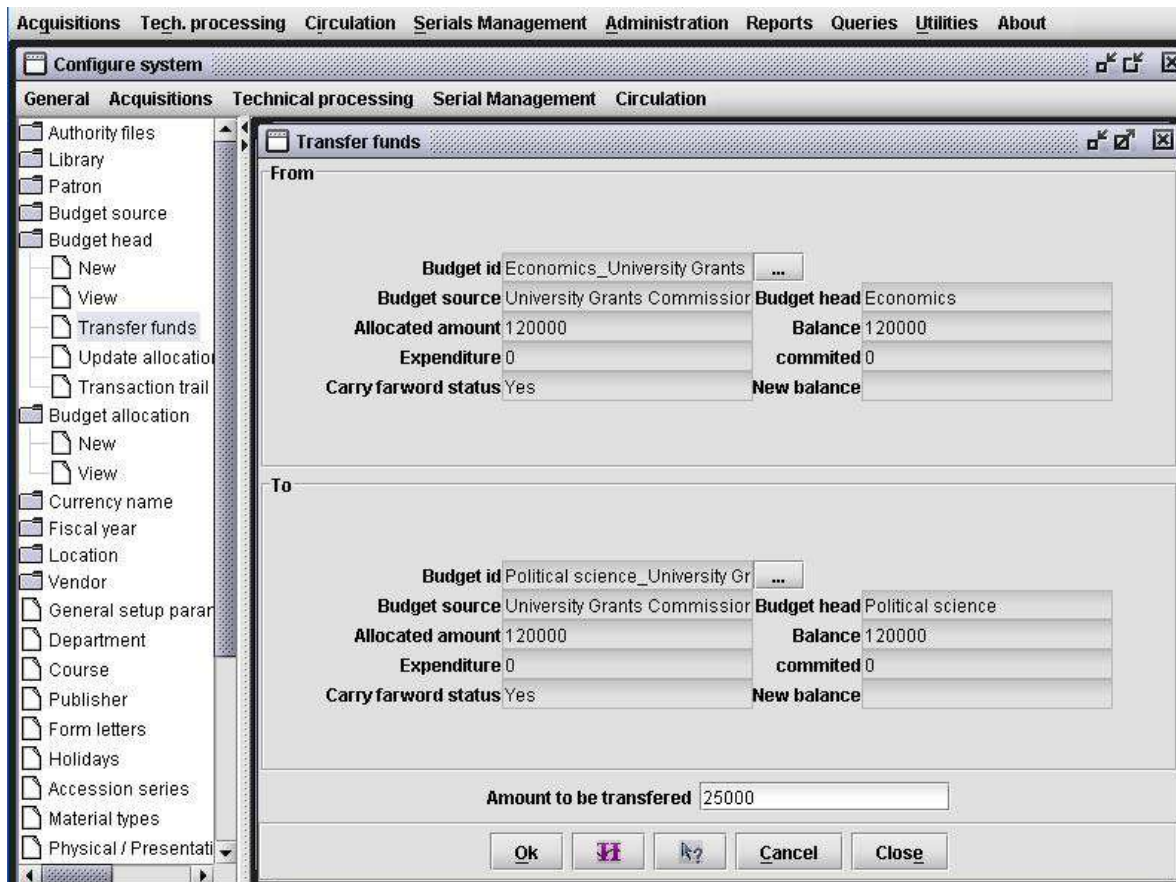 Acquisitions Tech. processing Circulation Serials Management Administration Reports Queries Utilities About
Configure system
General Acquisitions Technical processing Serial Management Circulation
Authority files
Library
Patron
Budget source
Budget head
New
View
Transfer funds
Update allocation
Transaction trail
Budget allocation
New
View
Currency name
Fiscal year
Location
Vendor
General setup parar
Department
Course
Publisher
Form letters
Holidays
Accession series
Material types
Physical / Presentati
Transfer funds
From
Budget id Economics_University Grants ...
Budget source University Grants Commission Budget head Economics
Allocated amount 120000 Balance 120000
Expenditure 0 commited 0
Carry farword status Yes New balance
To
Budget id Political science_University Gr ...
Budget source University Grants Commission Budget head Political science
Allocated amount 120000 Balance 120000
Expenditure 0 commited 0
Carry farword status Yes New balance
Amount to be transfered 25000
Ok ? Cancel Close